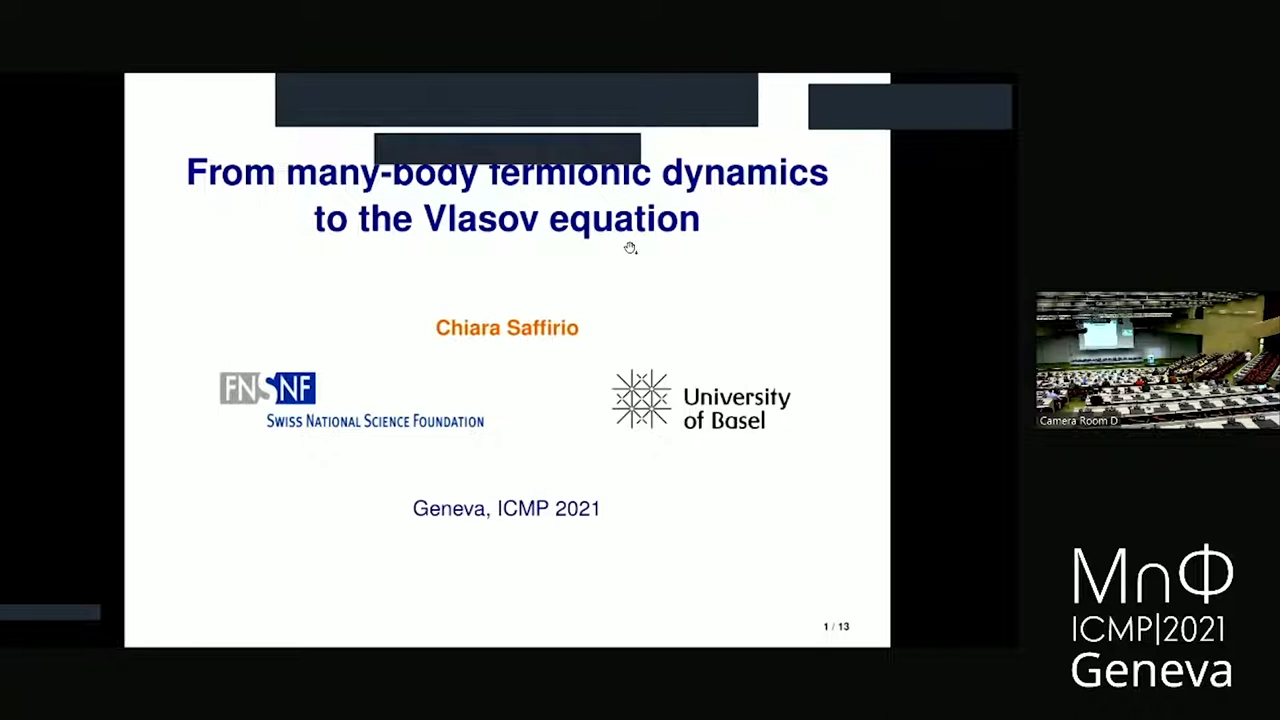 From many-body fermionic dynamics
to the Vlasov equation
Chiara Saffirio
FNSNF
SWISS NATIONAL SCIENCE FOUNDATION
University
of Basel
Geneva, ICMP 2021
1 / 13
Camera Room D
MᴨΦ
ICMP|2021
Geneva